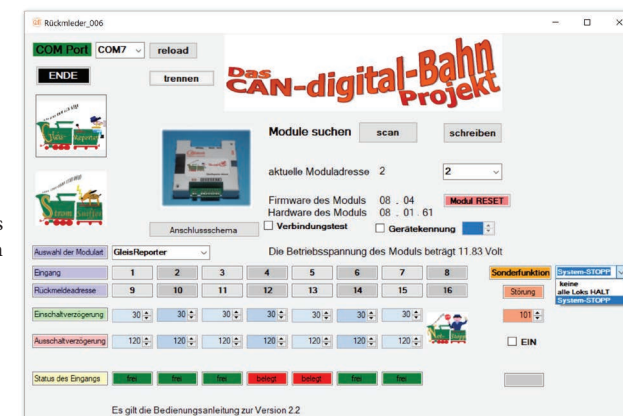 Rückmleder_006
COM Port COM7 reload
ENDE trennen
Das
CAN-digital-Bahn
Projekt
Gleis-Reporter
Strom Sniffer
Module suchen scan schreiben
aktuelle Moduladresse 2 2
Firmware des Moduls 08 . 04 Modul RESET
Hardware des Moduls 08 . 01 . 61
Anschlussschema Verbindungstest Gerätekennung
Auswahl der Modulart GleisReporter Die Betriebsspannung des Moduls beträgt 11.83 Volt
Eingang 1 2 3 4 5 6 7 8 Sonderfunktion System-STOPP
keine
alle Loks HALT
System-STOPP
Rückmeldeadresse 9 10 11 12 13 14 15 16 Störung
Einschaltverzögerung 30 30 30 30 30 30 30 101
Ausschaltverzögerung 120 120 120 120 120 120 120 EIN
Status des Eingangs frei frei frei belegt belegt frei frei
Es gilt die Bedienungsanleitung zur Version 2.2
s
n